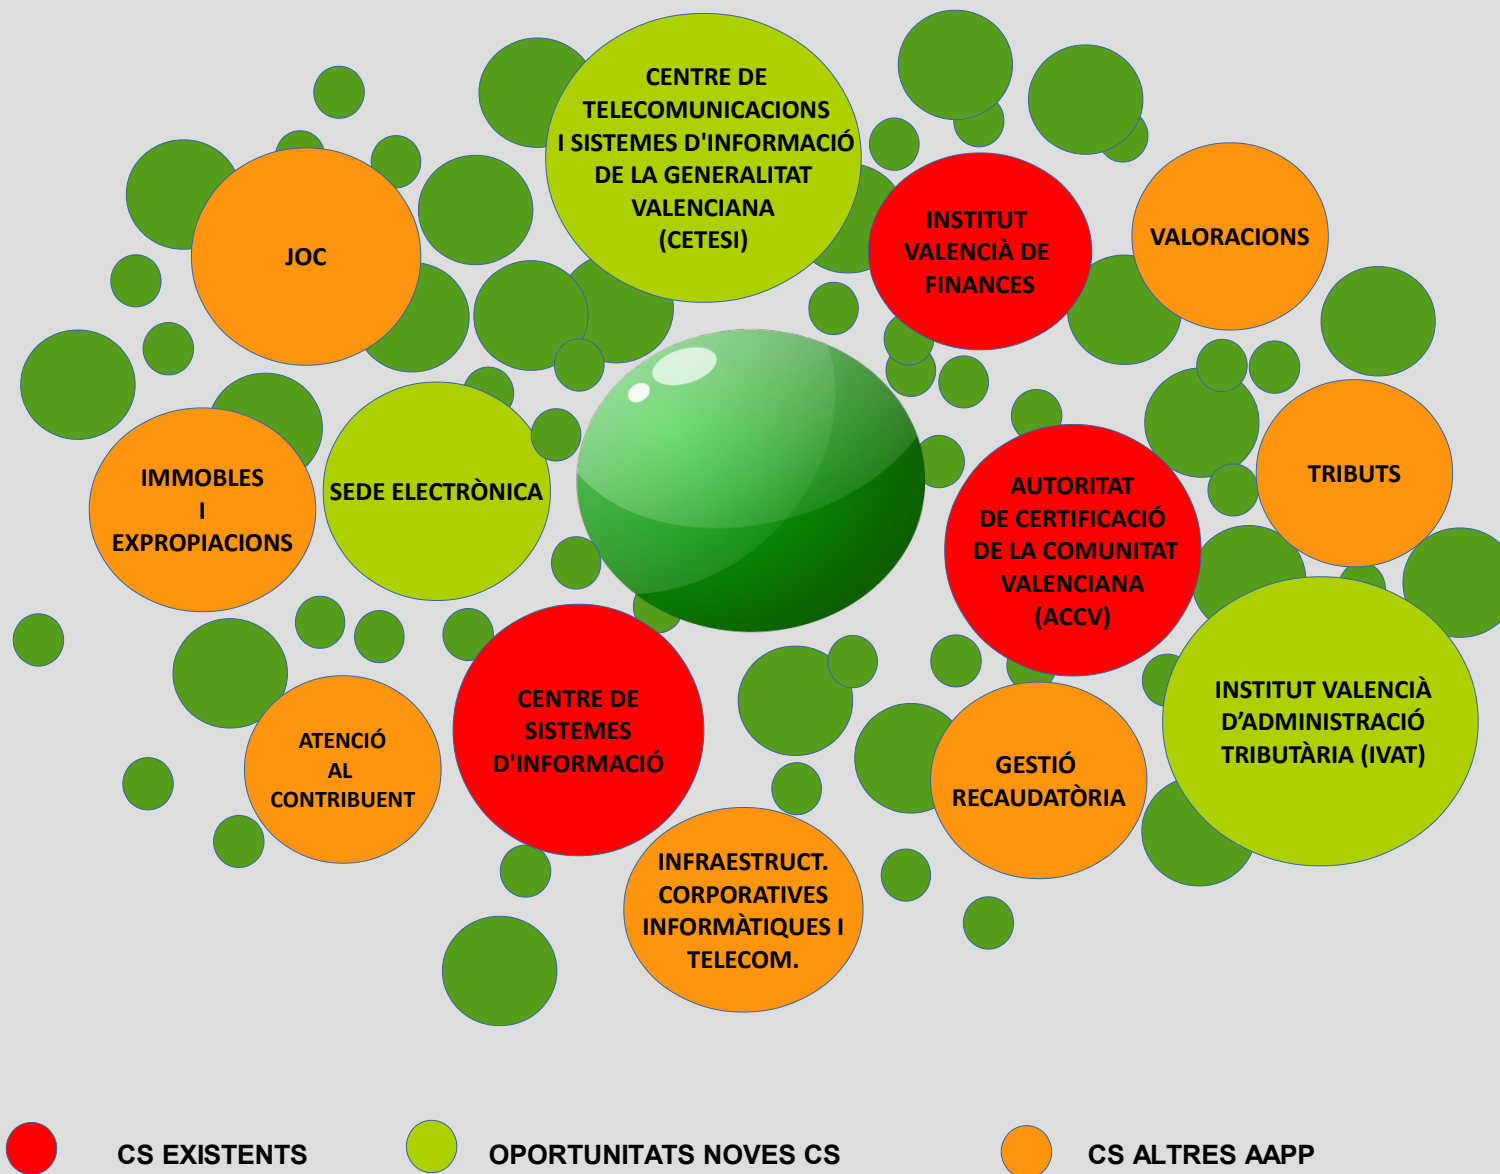 CENTRE DE
TELECOMUNICACIONS
I SISTEMES D'INFORMACIÓ
DE LA GENERALITAT
VALENCIANA
(CETESI)
JOC
INSTITUT
VALENCIÀ DE
FINANCES
VALORACIONS
IMMOBLES
I
EXPROPIACIONS
SEDE ELECTRÒNICA
AUTORITAT
DE CERTIFICACIÓ
DE LA COMUNITAT
VALENCIANA
(ACCV)
TRIBUTS
ATENCIÓ
AL
CONTRIBUENT
CENTRE DE
SISTEMES
D'INFORMACIÓ
INFRAESTRUCT.
CORPORATIVES
INFORMÀTIQUES I
TELECOM.
GESTIÓ
RECAUDATÒRIA
INSTITUT VALENCIÀ
D’ADMINISTRACIÓ
TRIBUTÀRIA (IVAT)
CS EXISTENTS
OPORTUNITATS NOVES CS
CS ALTRES AAPP